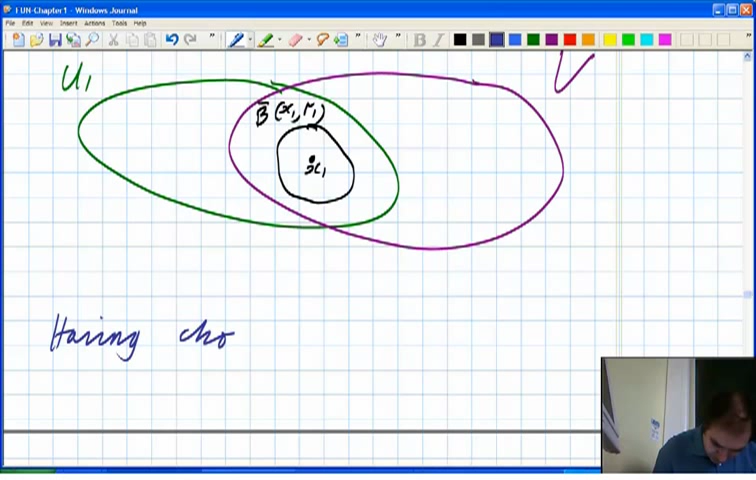 FUN-Chapter1 - Windows Journal
File Edit View Insert Actions Tools Help
B I
U₁ V
B̅(x₁, r₁)
x₁
Having cho